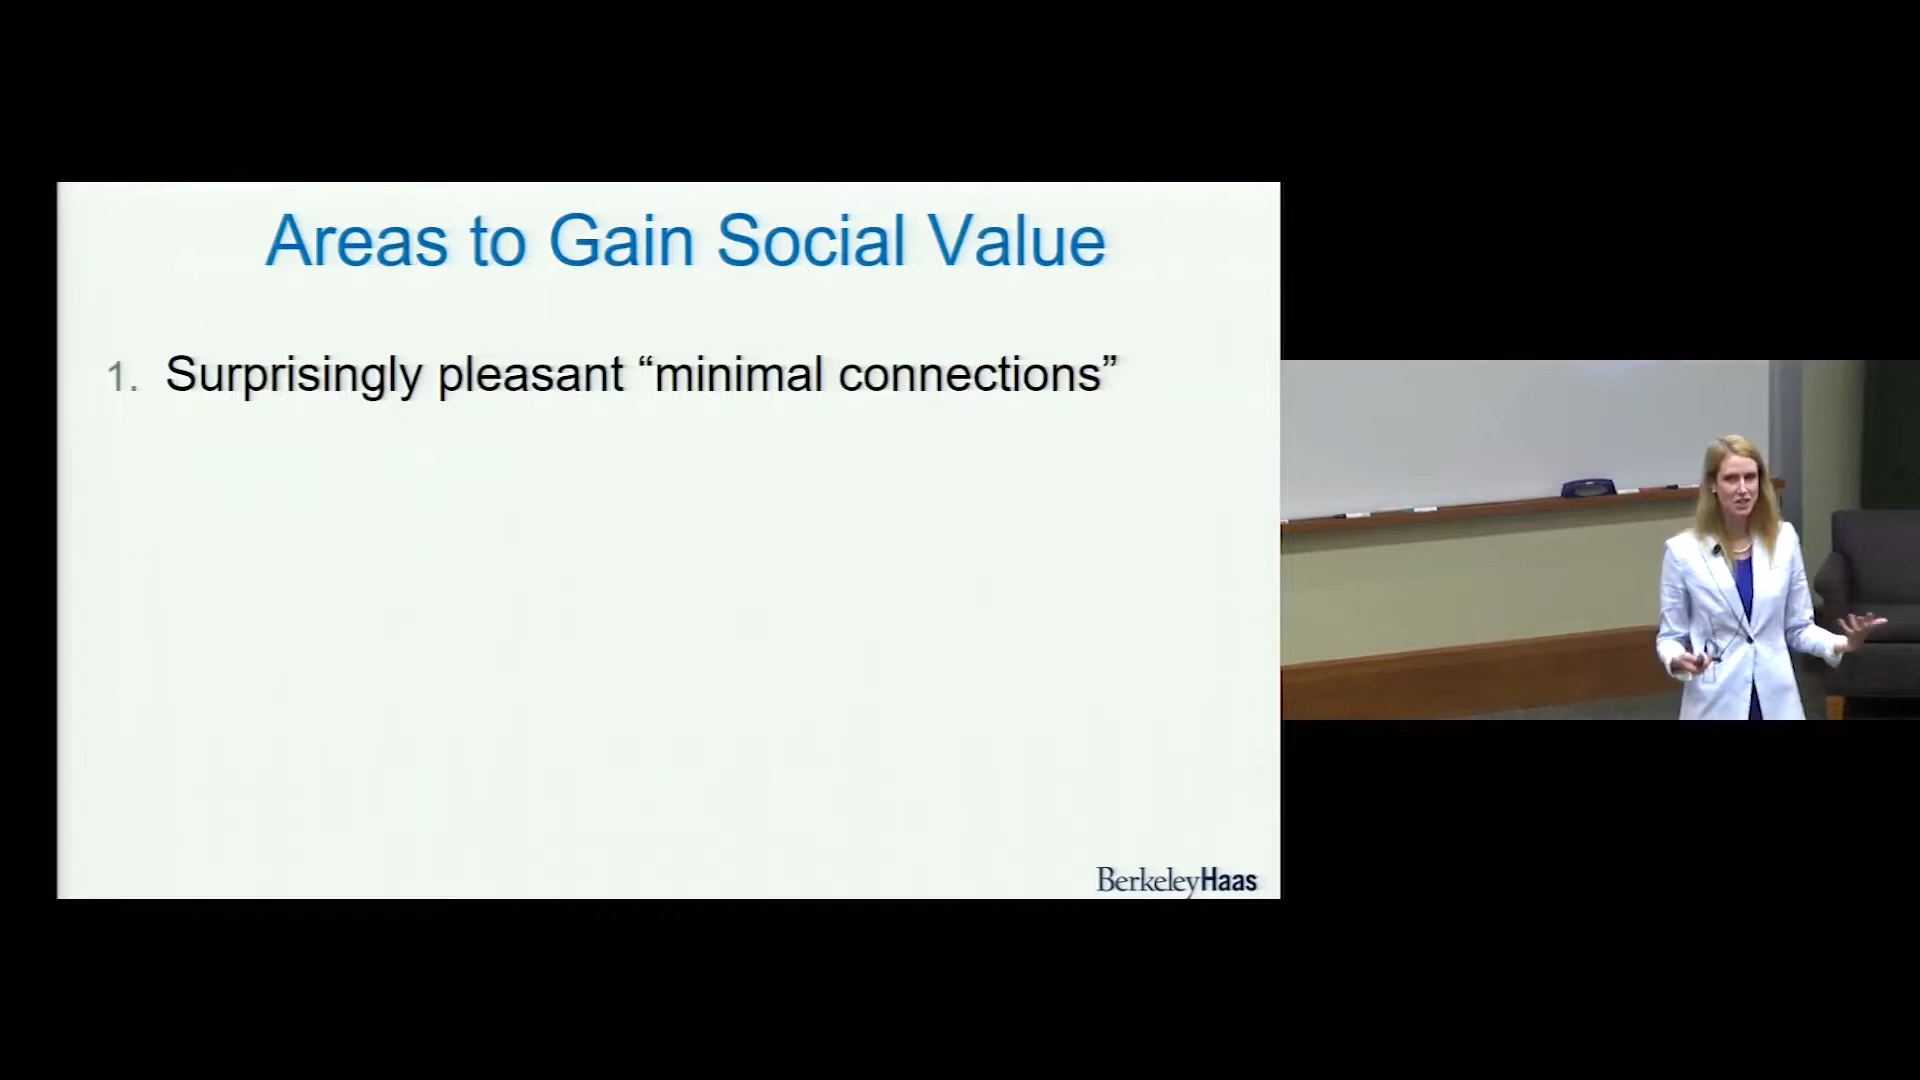 Areas to Gain Social Value
1. Surprisingly pleasant “minimal connections”
BerkeleyHaas